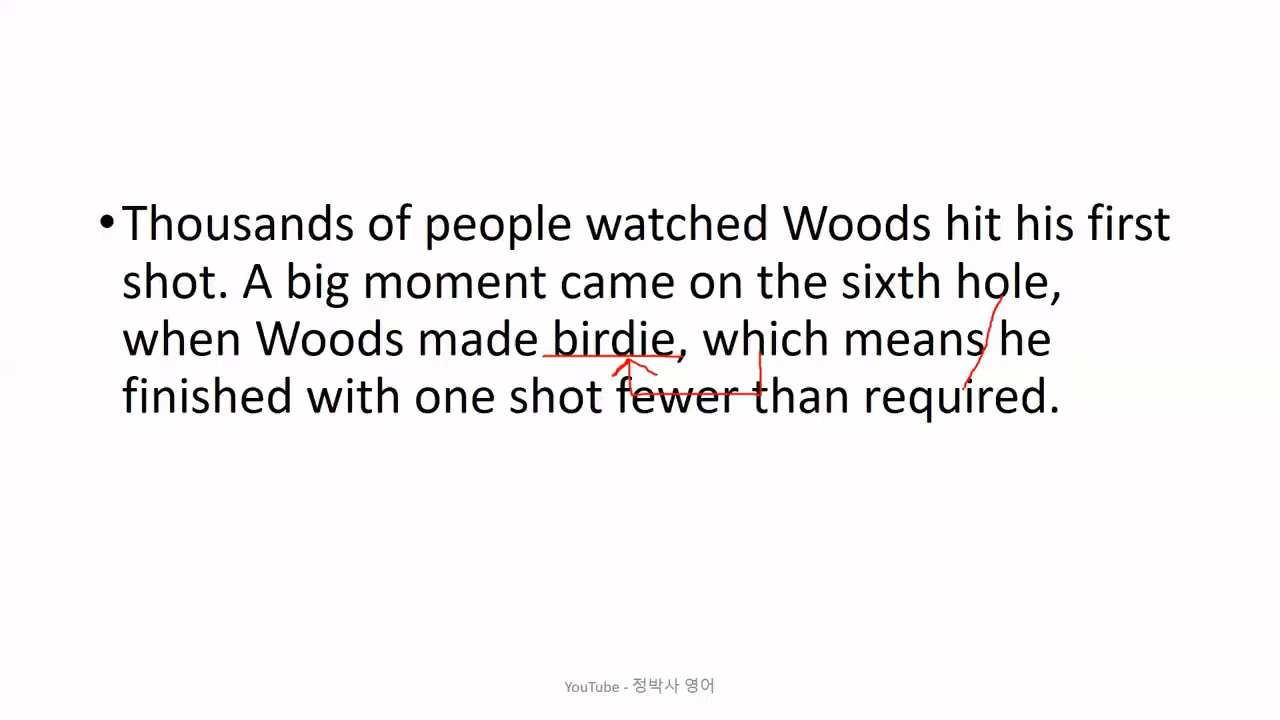 •Thousands of people watched Woods hit his first
shot. A big moment came on the sixth hole,
when Woods made birdie, which means he
finished with one shot fewer than required.
YouTube - 정박사 영어